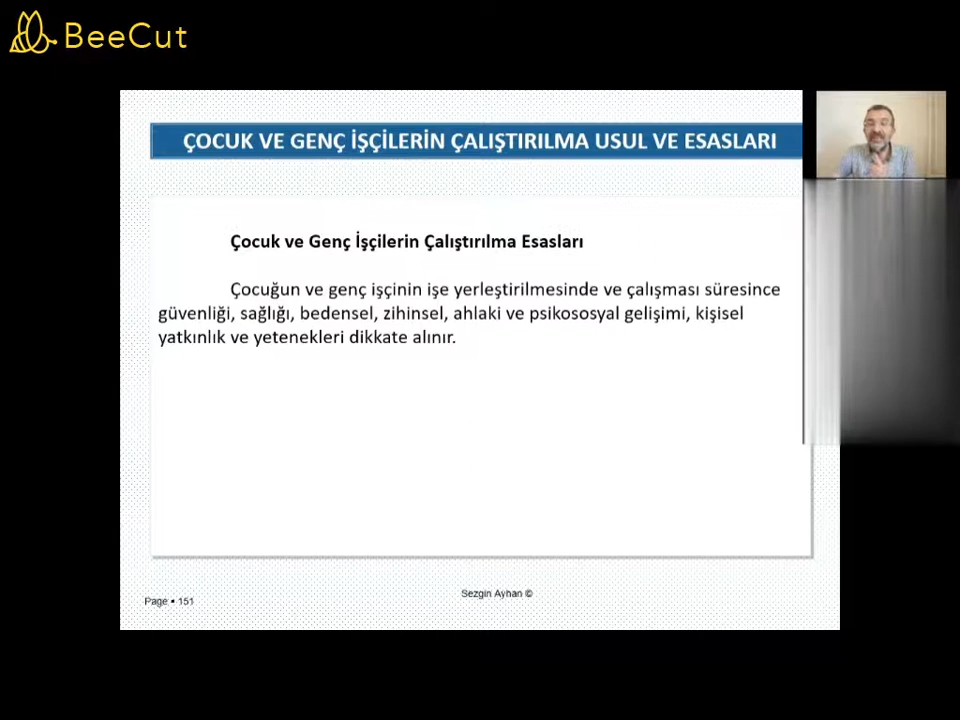 BeeCut
ÇOCUK VE GENÇ İŞÇİLERİN ÇALIŞTIRILMA USUL VE ESASLARI
Çocuk ve Genç İşçilerin Çalıştırılma Esasları
Çocuğun ve genç işçinin işe yerleştirilmesinde ve çalışması süresince
güvenliği, sağlığı, bedensel, zihinsel, ahlaki ve psikososyal gelişimi, kişisel
yatkınlık ve yetenekleri dikkate alınır.
Sezgin Ayhan ©
Page ▪ 151